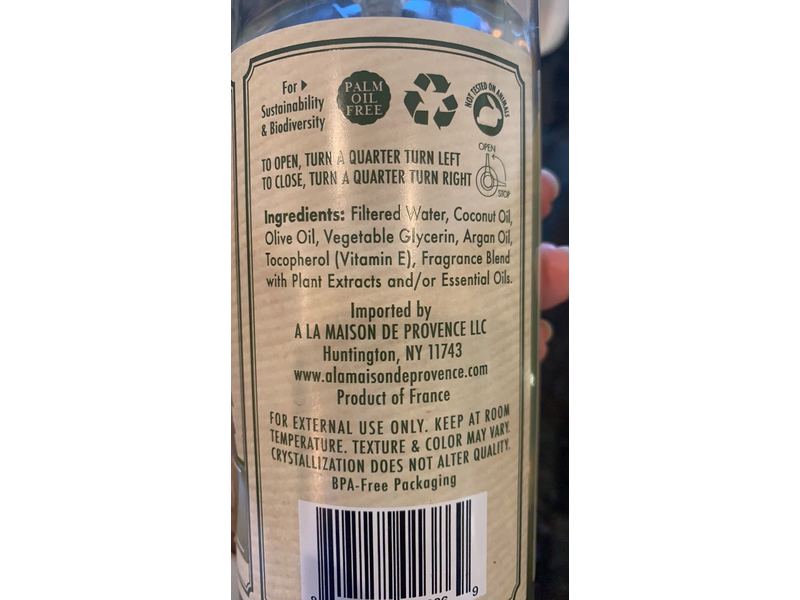 For
Sustainability
& Biodiversity
PALM
OIL
FREE
NOT TESTED ON ANIMALS
TO OPEN, TURN A QUARTER TURN LEFT
TO CLOSE, TURN A QUARTER TURN RIGHT
OPEN
STOP
Ingredients: Filtered Water, Coconut Oil,
Olive Oil, Vegetable Glycerin, Argan Oil,
Tocopherol (Vitamin E), Fragrance Blend
with Plant Extracts and/or Essential Oils.
Imported by
A LA MAISON DE PROVENCE LLC
Huntington, NY 11743
www.alamaisondeprovence.com
Product of France
FOR EXTERNAL USE ONLY. KEEP AT ROOM
TEMPERATURE. TEXTURE & COLOR MAY VARY.
CRYSTALLIZATION DOES NOT ALTER QUALITY.
BPA-Free Packaging
9